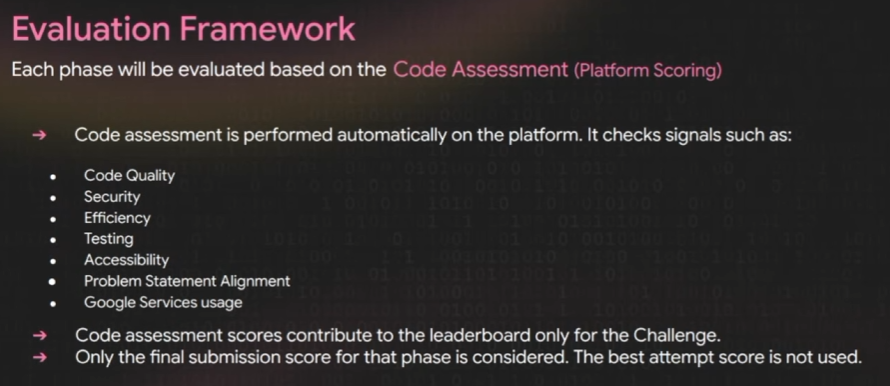 Evaluation Framework
Each phase will be evaluated based on the Code Assessment (Platform Scoring)
→ Code assessment is performed automatically on the platform. It checks signals such as:
• Code Quality
• Security
• Efficiency
• Testing
• Accessibility
• Problem Statement Alignment
• Google Services usage
→ Code assessment scores contribute to the leaderboard only for the Challenge.
→ Only the final submission score for that phase is considered. The best attempt score is not used.